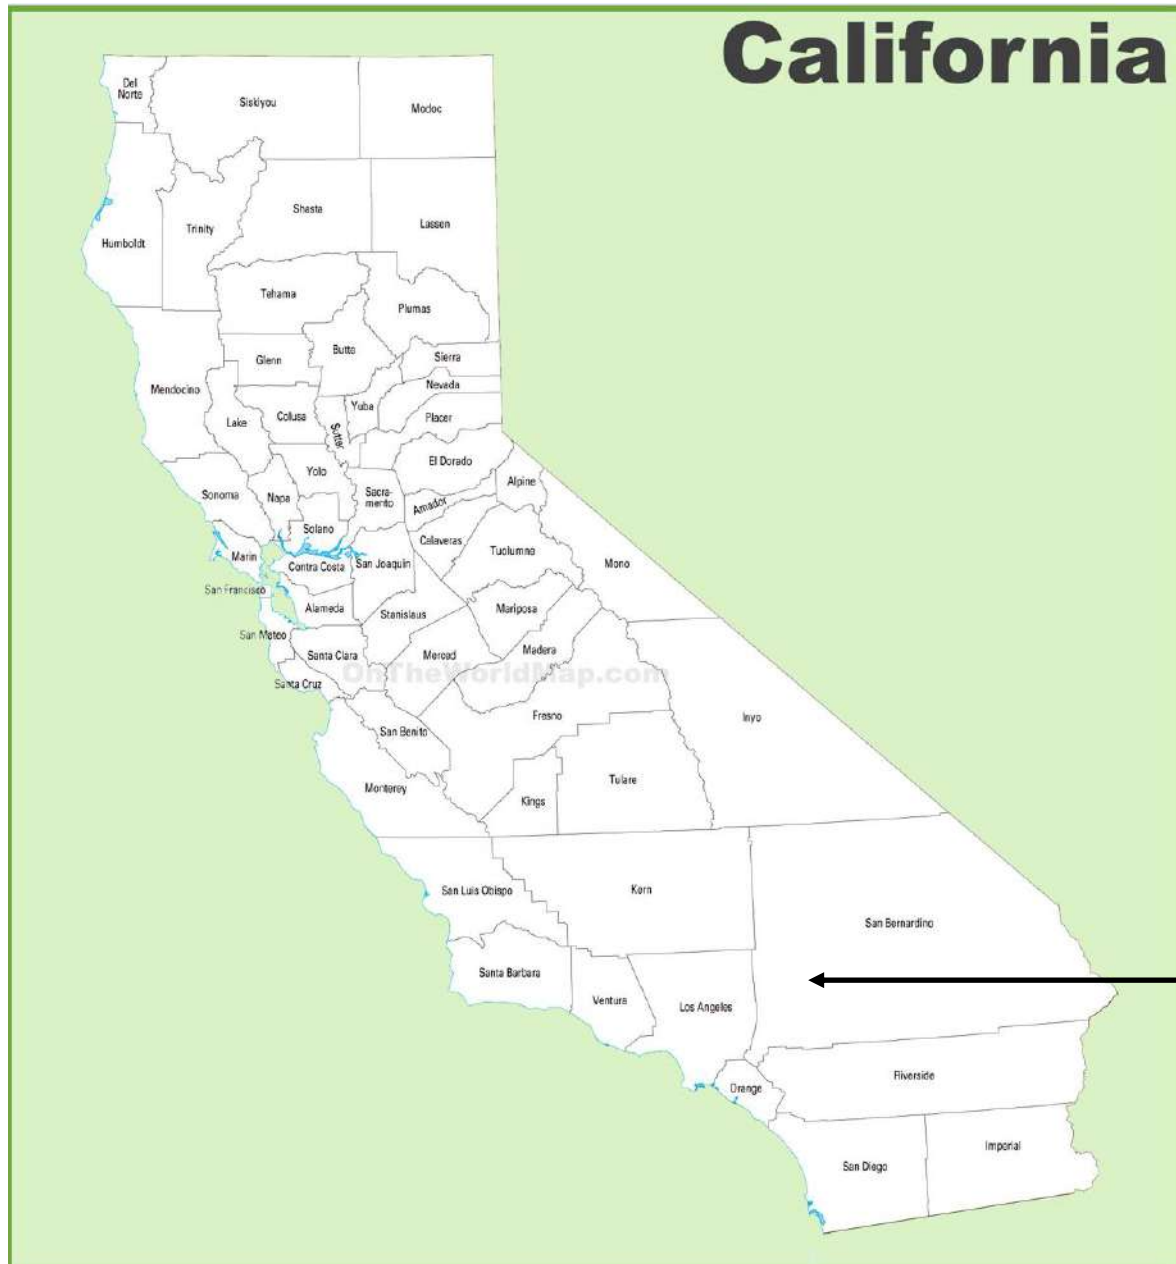 California
Del
Norte
Siskiyou
Modoc
Shasta
Lassen
Trinity
Humboldt
Tehama
Plumas
Butte
Sierra
Glenn
Nevada
Mendocino
Yuba
Placer
Colusa
Lake
Sutter
El Dorado
Yolo
Alpine
Sacra-
mento
Sonoma
Napa
Amador
Solano
Calaveras
Tuolumne
Marin
Contra Costa
San Joaquin
Mono
San Francisco
Alameda
Stanislaus
Mariposa
San Mateo
Santa Clara
Merced
Madera
OnTheWorldMap.com
Santa Cruz
Fresno
Inyo
San Benito
Tulare
Monterey
Kings
San Luis Obispo
Kern
San Bernardino
Santa Barbara
Ventura
Los Angeles
Riverside
Orange
Imperial
San Diego